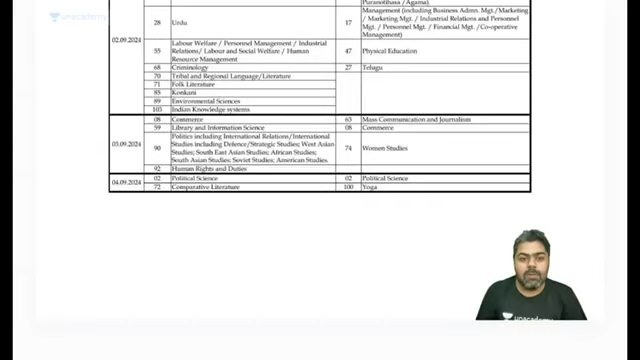 unacademy
Puranotihasa / Agama).
Management (including Business Admn. Mgt./Marketing
/ Marketing Mgt. / Industrial Relations and Personnel
Mgt. / Personnel Mgt. / Financial Mgt. /Co-operative
Management)
28 Urdu 17
02.09.2024
55 Labour Welfare / Personnel Management / Industrial
Relations/ Labour and Social Welfare / Human
Resource Management
47 Physical Education
68 Criminology 27 Telugu
70 Tribal and Regional Language/Literature
71 Folk Literature
85 Konkani
89 Environmental Sciences
103 Indian Knowledge systems
03.09.2024
08 Commerce 63 Mass Communication and Journalism
59 Library and Information Science 08 Commerce
90 Politics including International Relations/International
Studies including Defence/Strategic Studies; West Asian
Studies; South East Asian Studies; African Studies;
South Asian Studies; Soviet Studies; American Studies.
74 Women Studies
92 Human Rights and Duties
04.09.2024
02 Political Science 02 Political Science
72 Comparative Literature 100 Yoga
unacademy